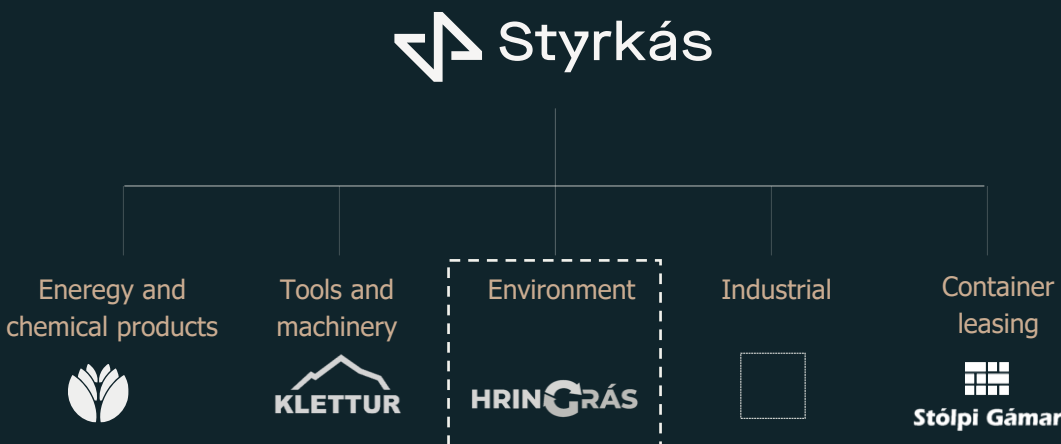 Styrkás
Eneregy and
chemical products
Tools and
machinery
KLETTUR
Environment
HRINGRÁS
Industrial
Container
leasing
Stólpi Gámar